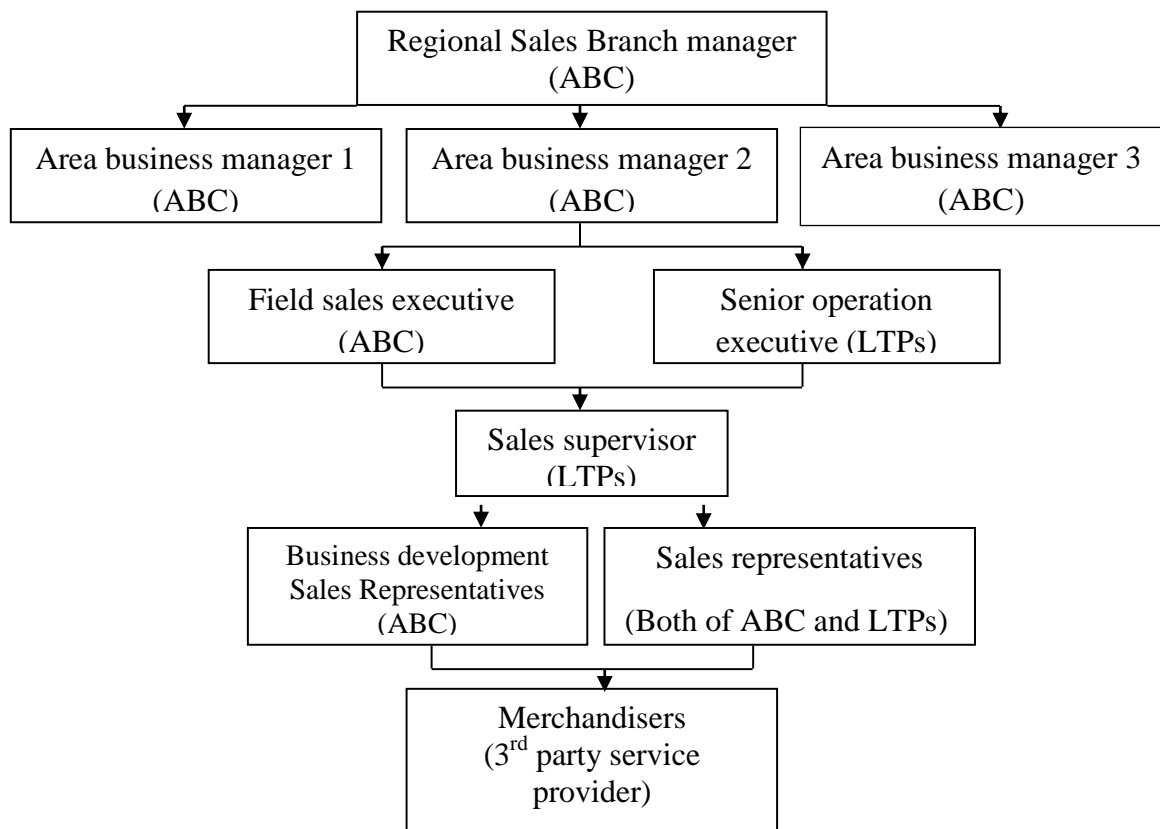 Regional Sales Branch manager
(ABC)
Area business manager 1
(ABC)
Area business manager 2
(ABC)
Area business manager 3
(ABC)
Field sales executive
(ABC)
Senior operation
executive (LTPs)
Sales supervisor
(LTPs)
Business development
Sales Representatives
(ABC)
Sales representatives
(Both of ABC and LTPs)
Merchandisers
(3rd party service
provider)